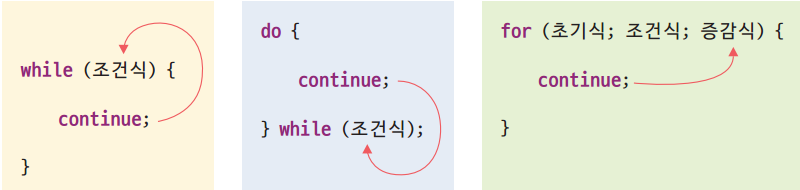 while (조건식) {
continue;
}
do {
continue;
} while (조건식);
for (초기식; 조건식; 증감식) {
continue;
}